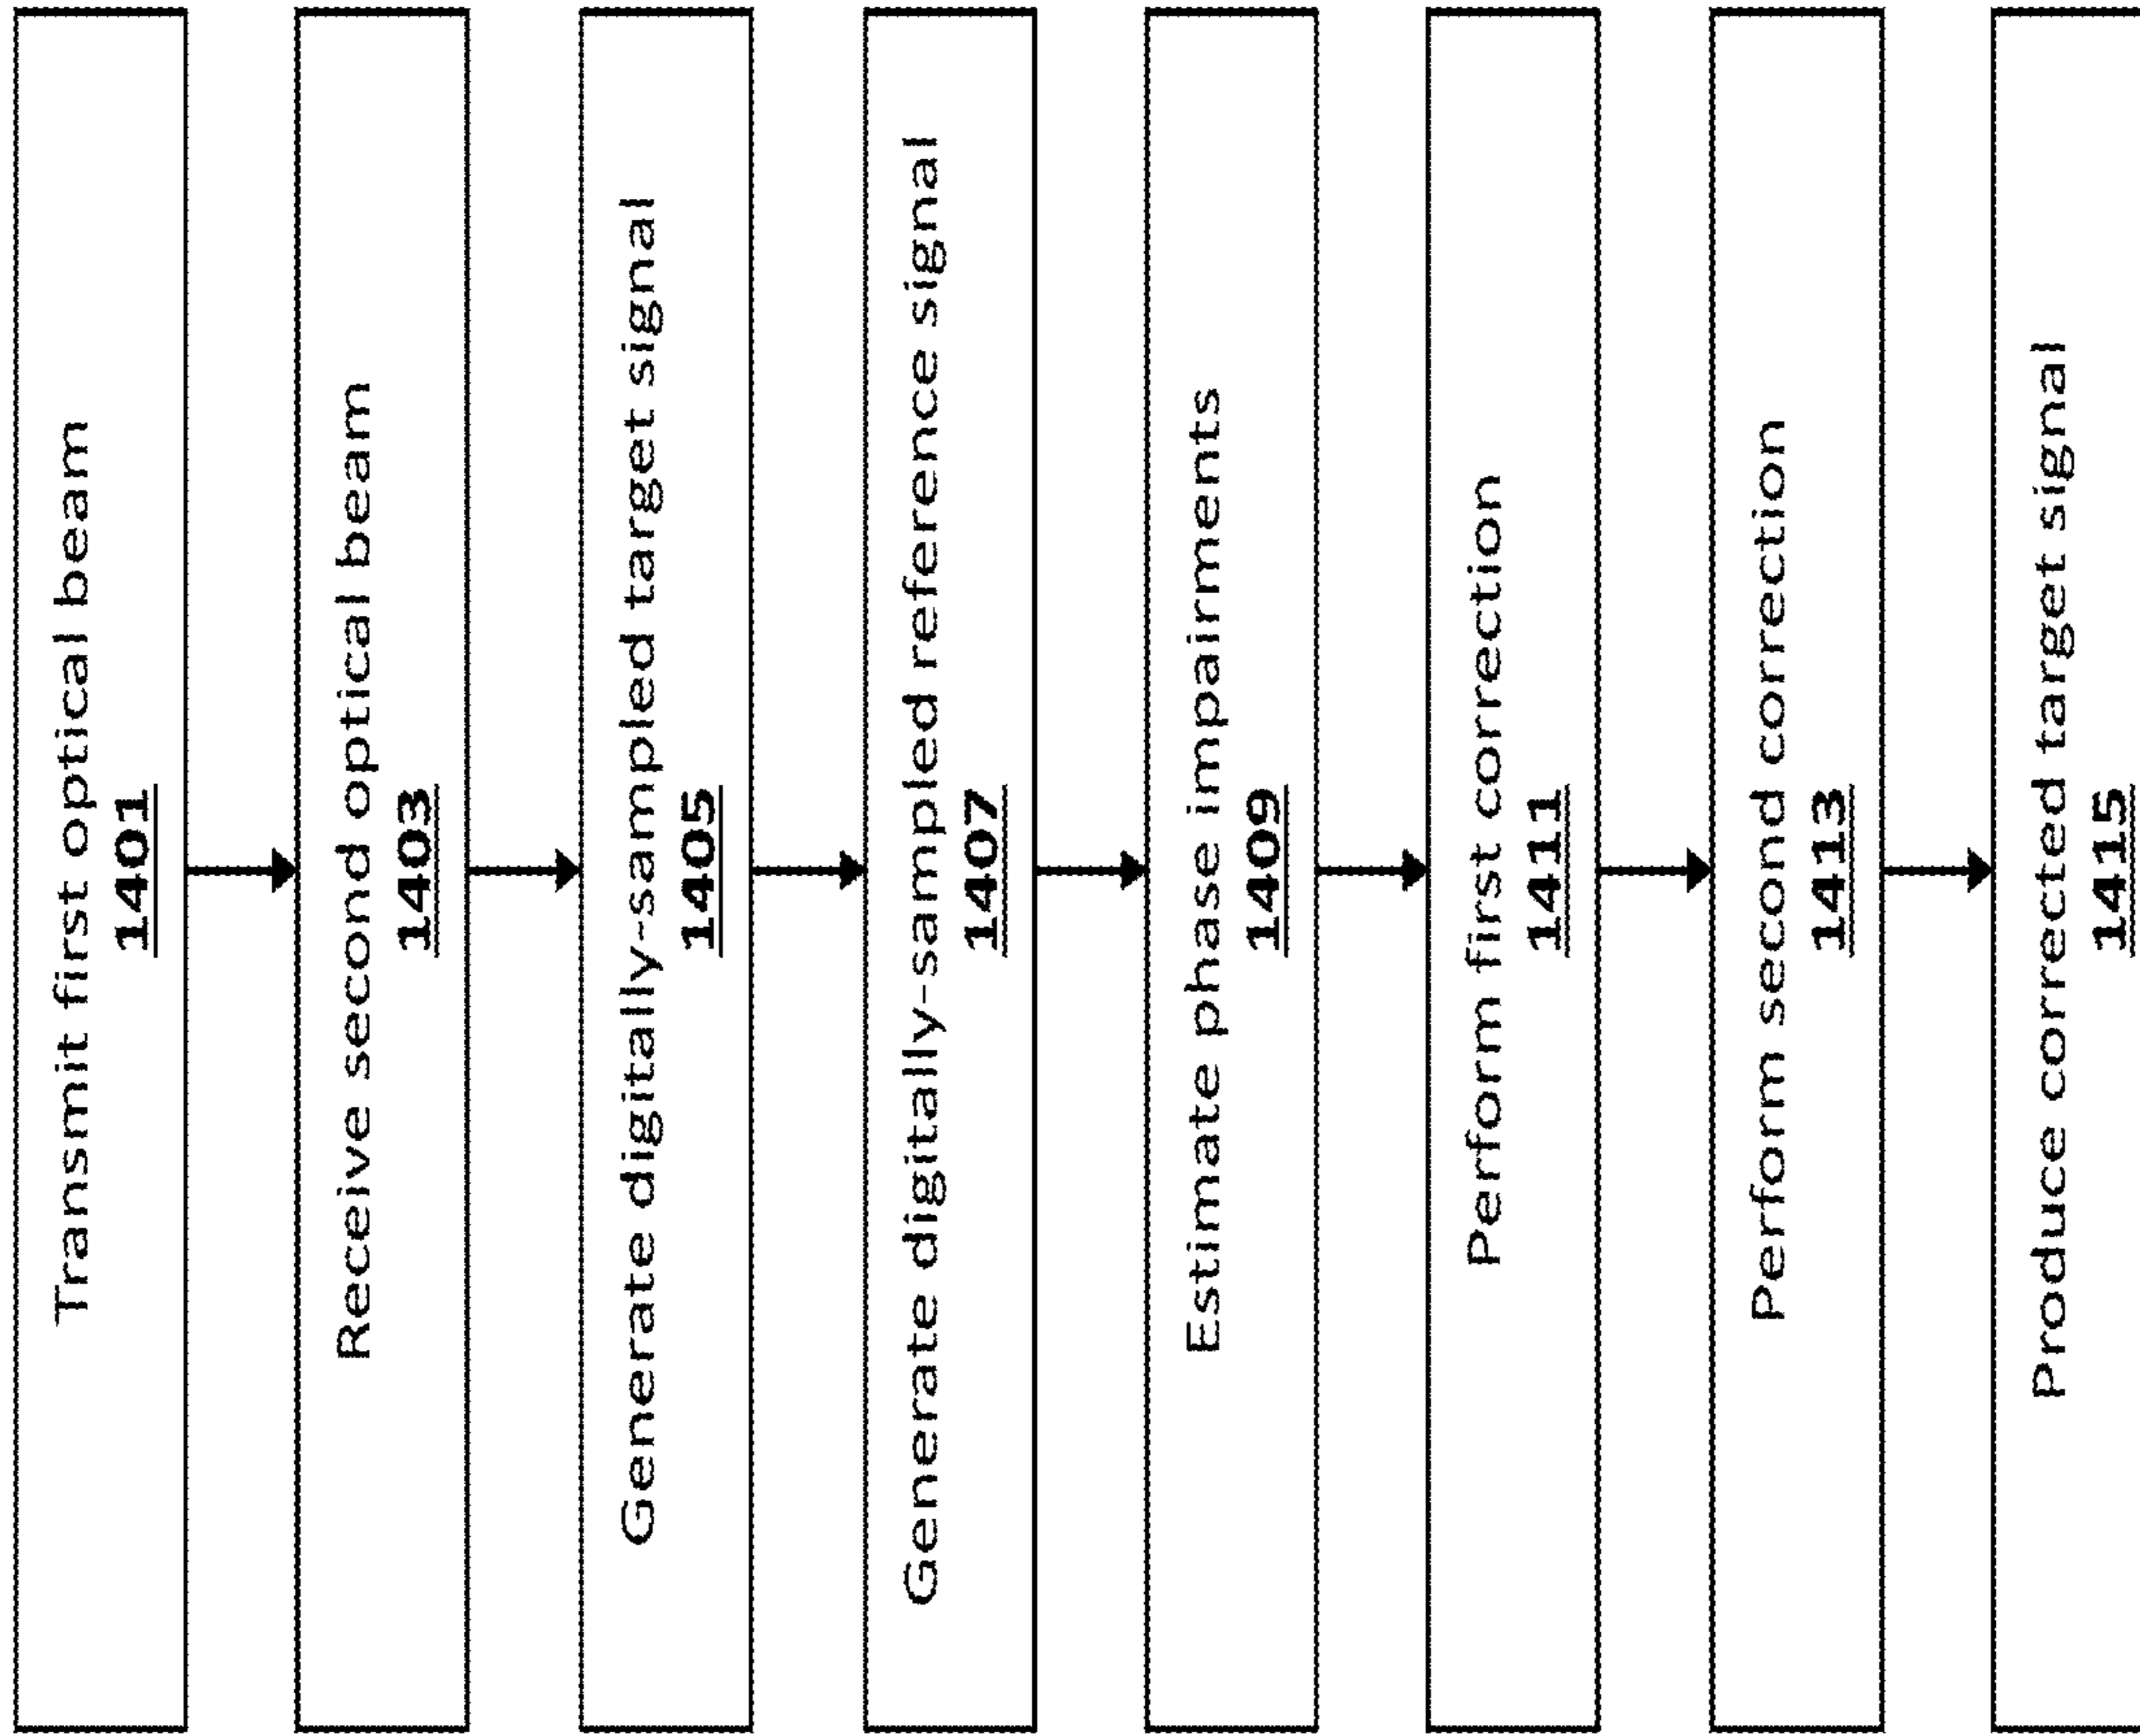 Transmit first optical beam
1401
Receive second optical beam
1403
Generate digitally-sampled target signal
1405
Generate digitally-sampled reference signal
1407
Estimate phase impairments
1409
Perform first correction
1411
Perform second correction
1413
Produce corrected target signal
1415